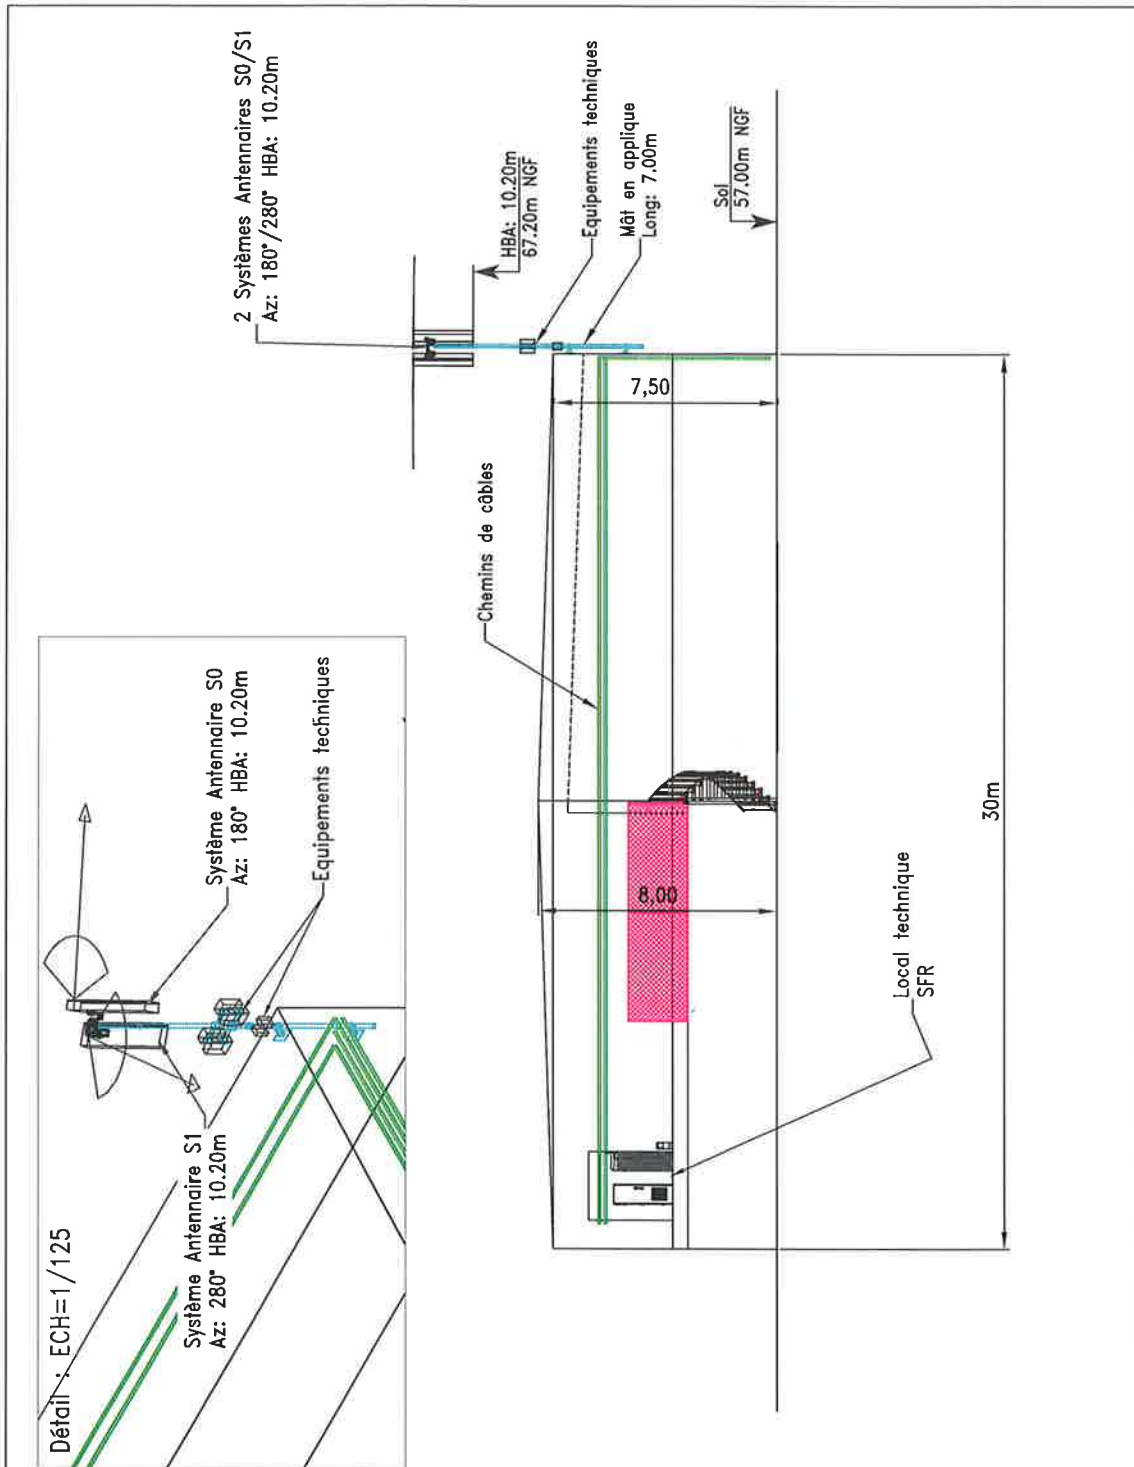 Détail : ECH=1/125
Système Antennaire S1
Az: 280° HBA: 10.20m
Système Antennaire S0
Az: 180° HBA: 10.20m
Equipements techniques
2 Systèmes Antennaires S0/S1
Az: 180°/280° HBA: 10.20m
HBA: 10.20m
67.20m NGF
Equipements techniques
Mât en applique
Long: 7.00m
Sol
57.00m NGF
Chemins de câbles
7,50
8,00
30m
Local technique
SFR